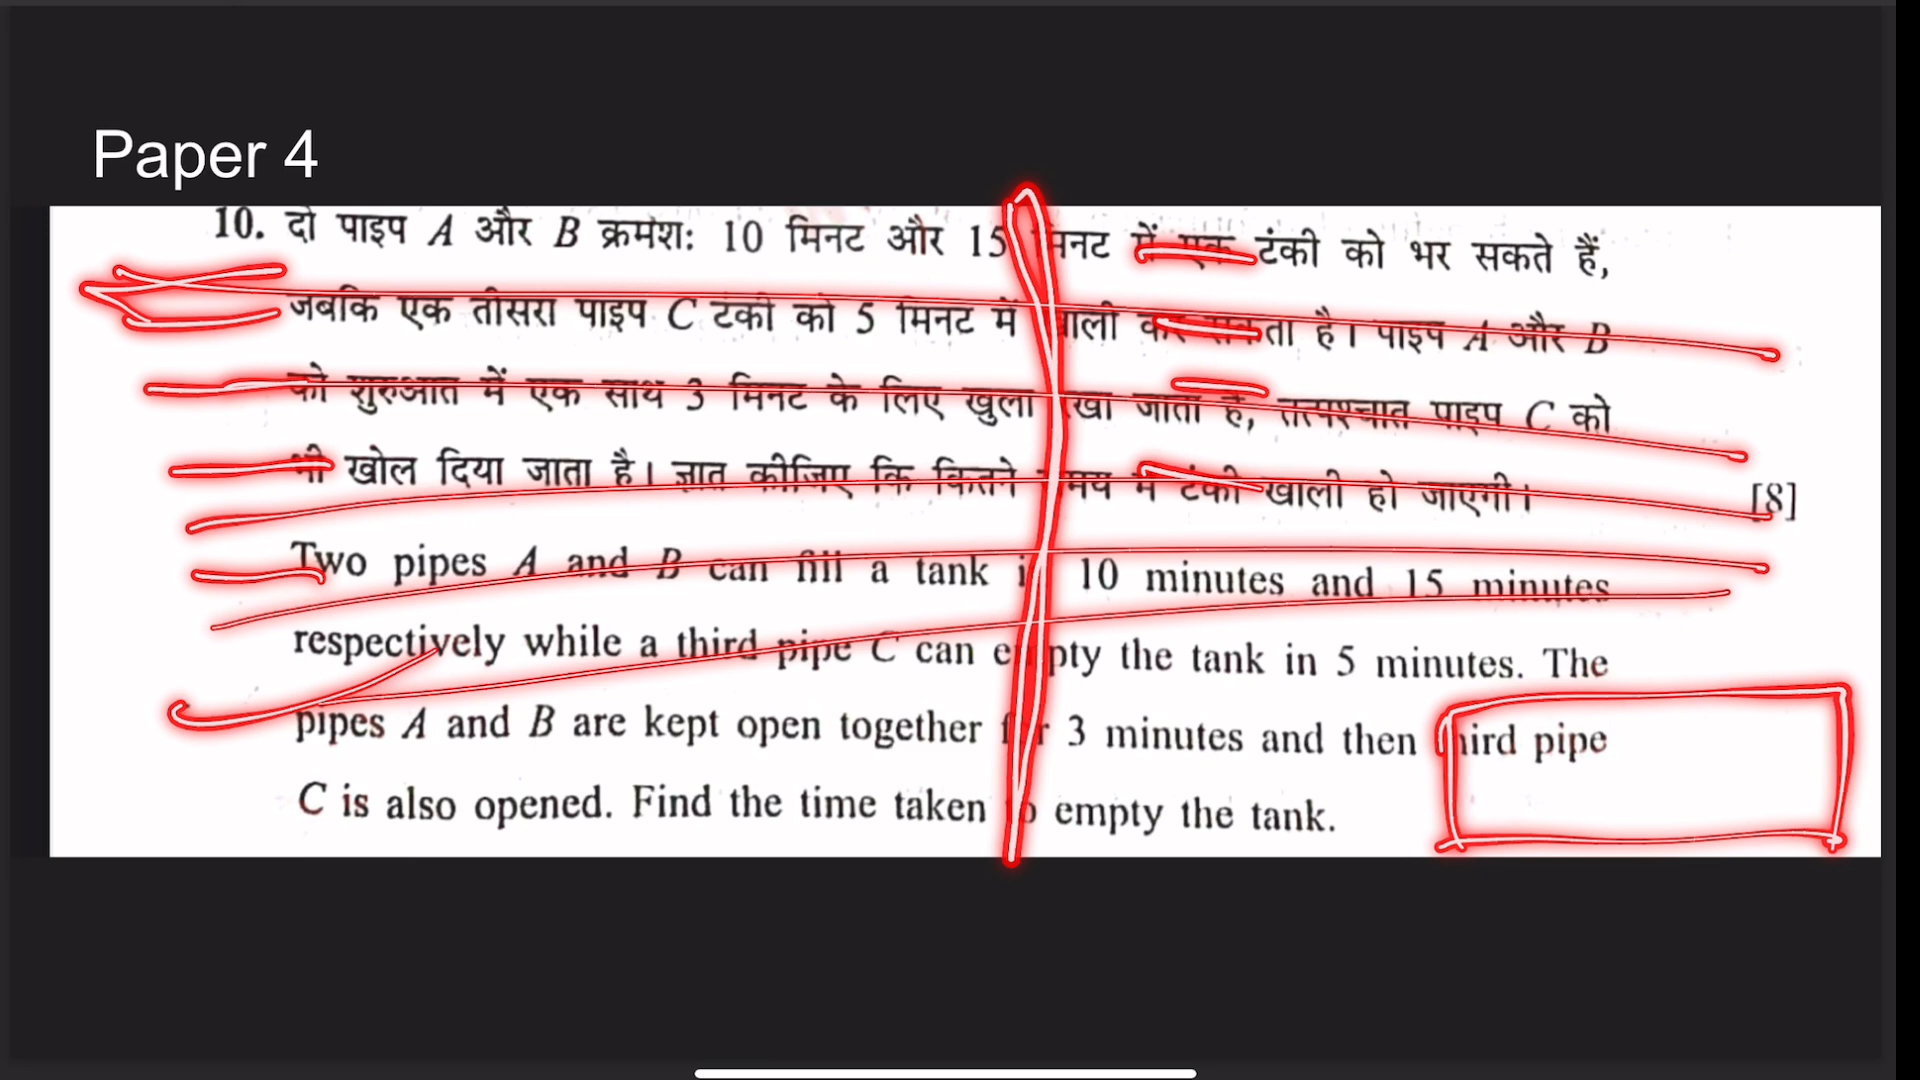 Paper 4
10. दो पाइप A और B क्रमशः 10 मिनट और 15 मिनट में एक टंकी को भर सकते हैं,
जबकि एक तीसरा पाइप C टंकी को 5 मिनट में खाली कर सकता है। पाइप A और B
को शुरुआत में एक साथ 3 मिनट के लिए खुला रखा जाता है, तत्पश्चात पाइप C को
भी खोल दिया जाता है। ज्ञात कीजिए कि कितने समय में टंकी खाली हो जाएगी। [8]
Two pipes A and B can fill a tank in 10 minutes and 15 minutes
respectively while a third pipe C can empty the tank in 5 minutes. The
pipes A and B are kept open together for 3 minutes and then third pipe
C is also opened. Find the time taken to empty the tank.